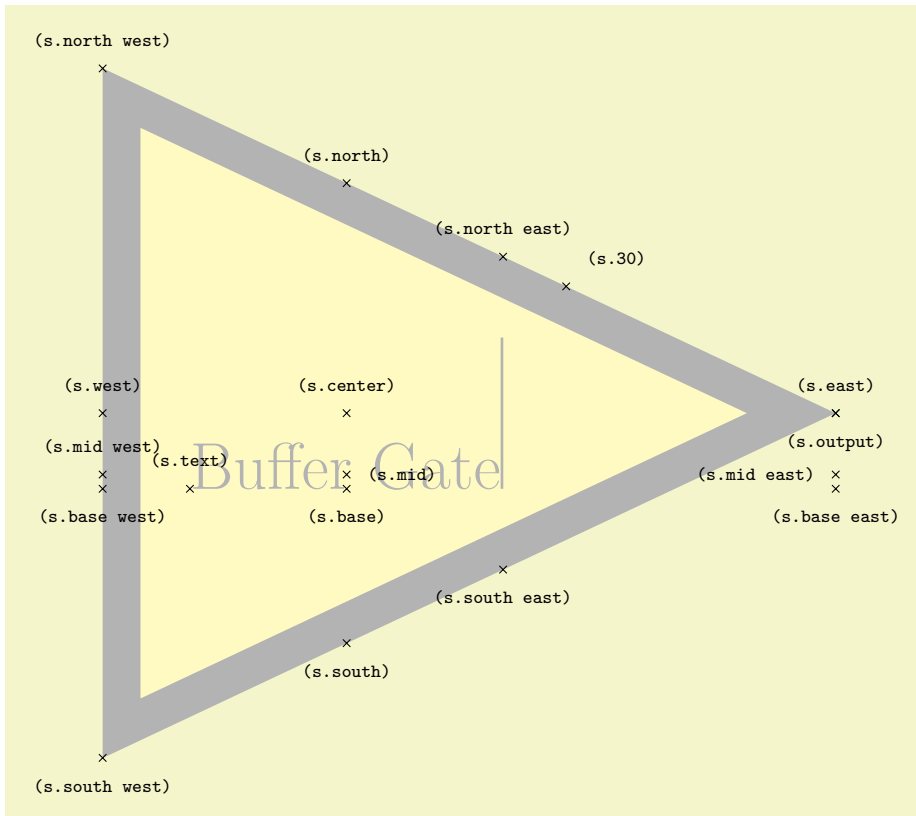 (s.north west)
(s.north)
(s.north east)
(s.30)
(s.west)
(s.center)
(s.east)
(s.output)
(s.mid west)
(s.text)
Buffer Gate
(s.mid)
(s.mid east)
(s.base west)
(s.base)
(s.base east)
(s.south east)
(s.south)
(s.south west)